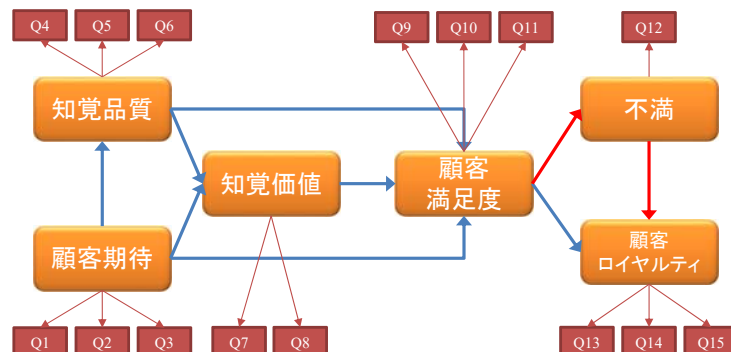 Q4
Q5
Q6
Q9
Q10
Q11
Q12
知覚品質
不満
知覚価値
顧客
満足度
顧客期待
顧客
ロイヤルティ
Q1
Q2
Q3
Q7
Q8
Q13
Q14
Q15